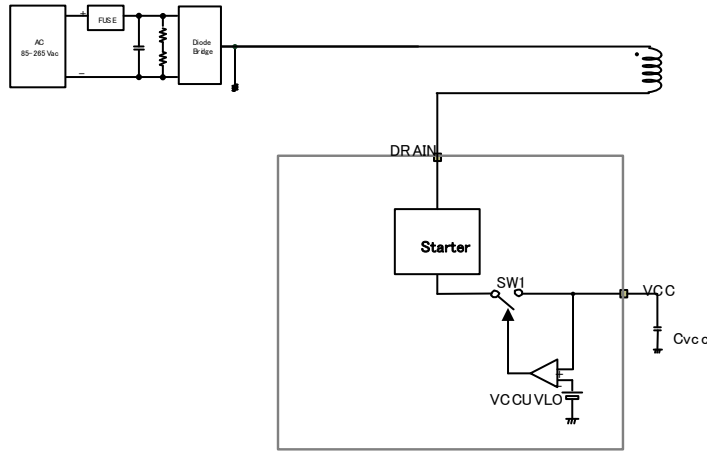 +
AC
85-265 Vac
FUSE
Diode
Bridge
−
DRAIN
Starter
SW1
VCC
Cvcc
+
-
VCCUVLO